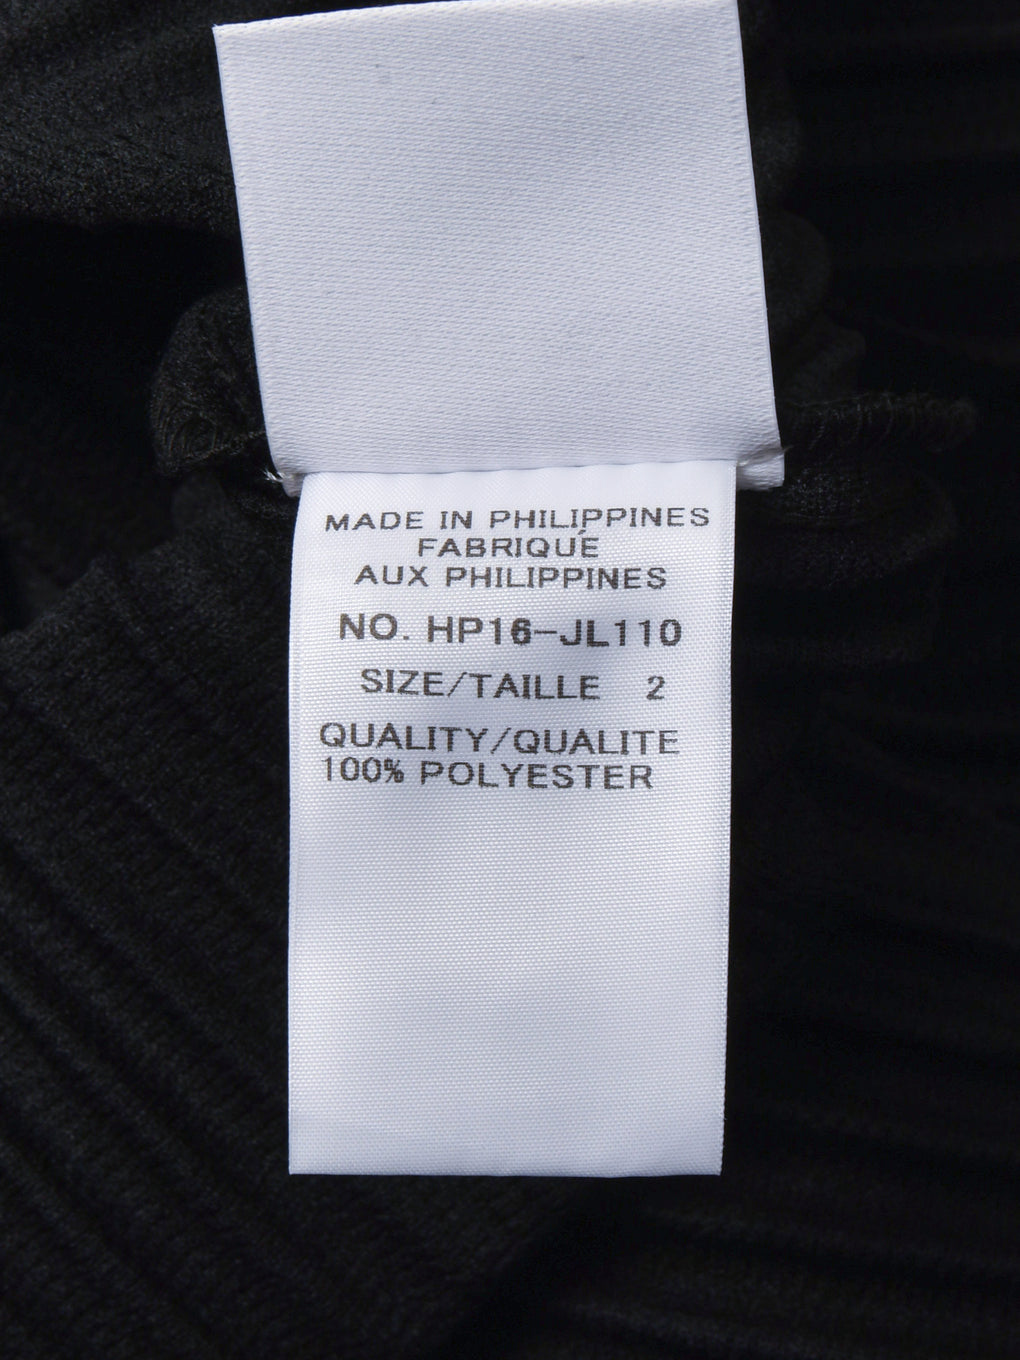 MADE IN PHILIPPINES
FABRIQUÉ
AUX PHILIPPINES
NO. HP16-JL110
SIZE/TAILLE 2
QUALITY/QUALITE
100% POLYESTER